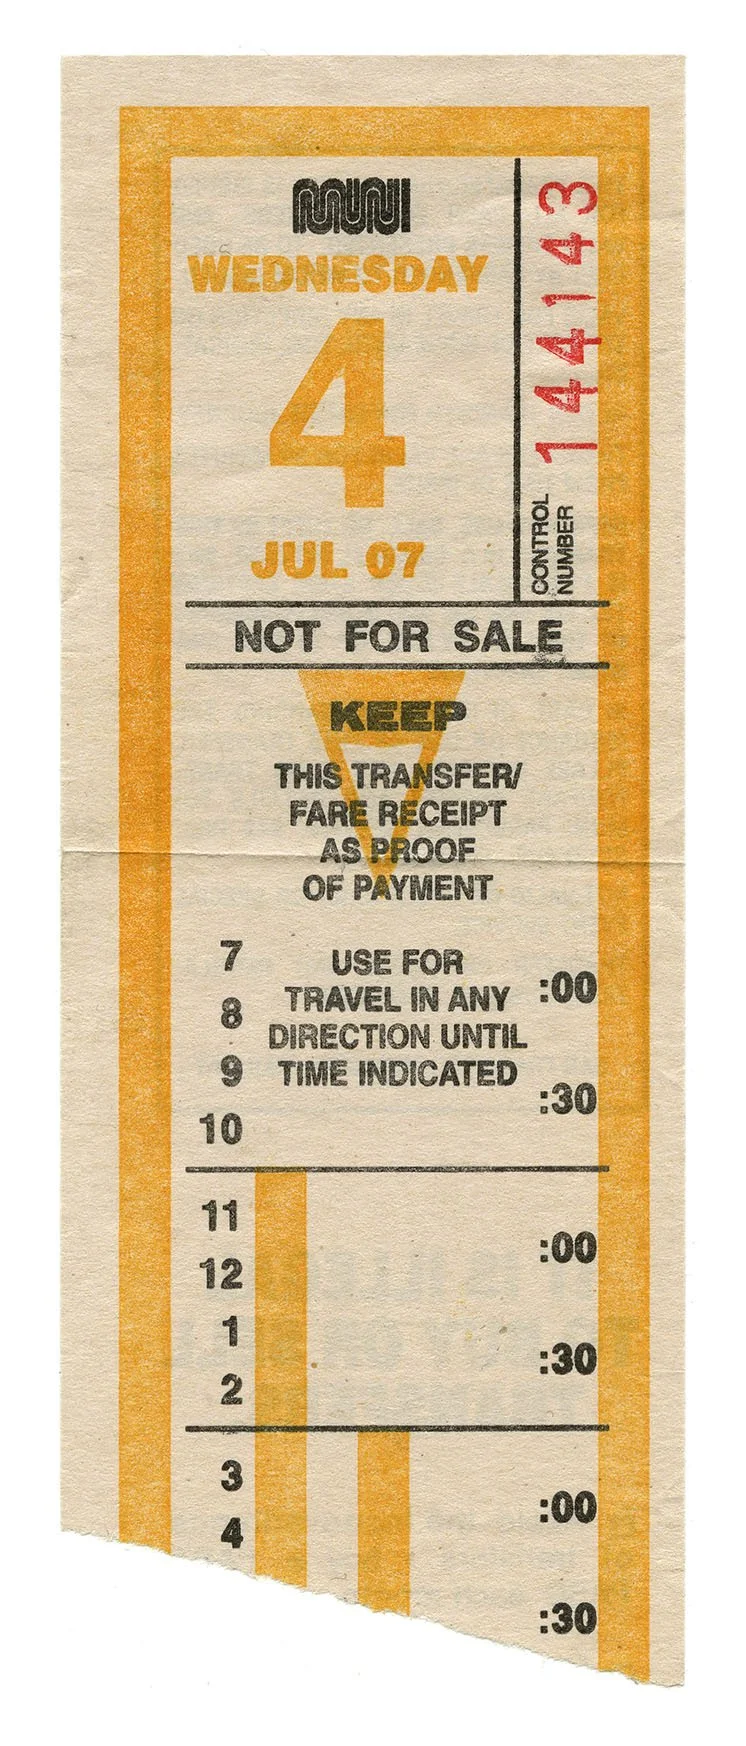 MUNI
WEDNESDAY
4
JUL 07
CONTROL
NUMBER
144143
NOT FOR SALE
KEEP
THIS TRANSFER/
FARE RECEIPT
AS PROOF
OF PAYMENT
USE FOR
TRAVEL IN ANY
DIRECTION UNTIL
TIME INDICATED
7
8
9
10
:00
:30
11
12
1
2
:00
:30
3
4
:00
:30